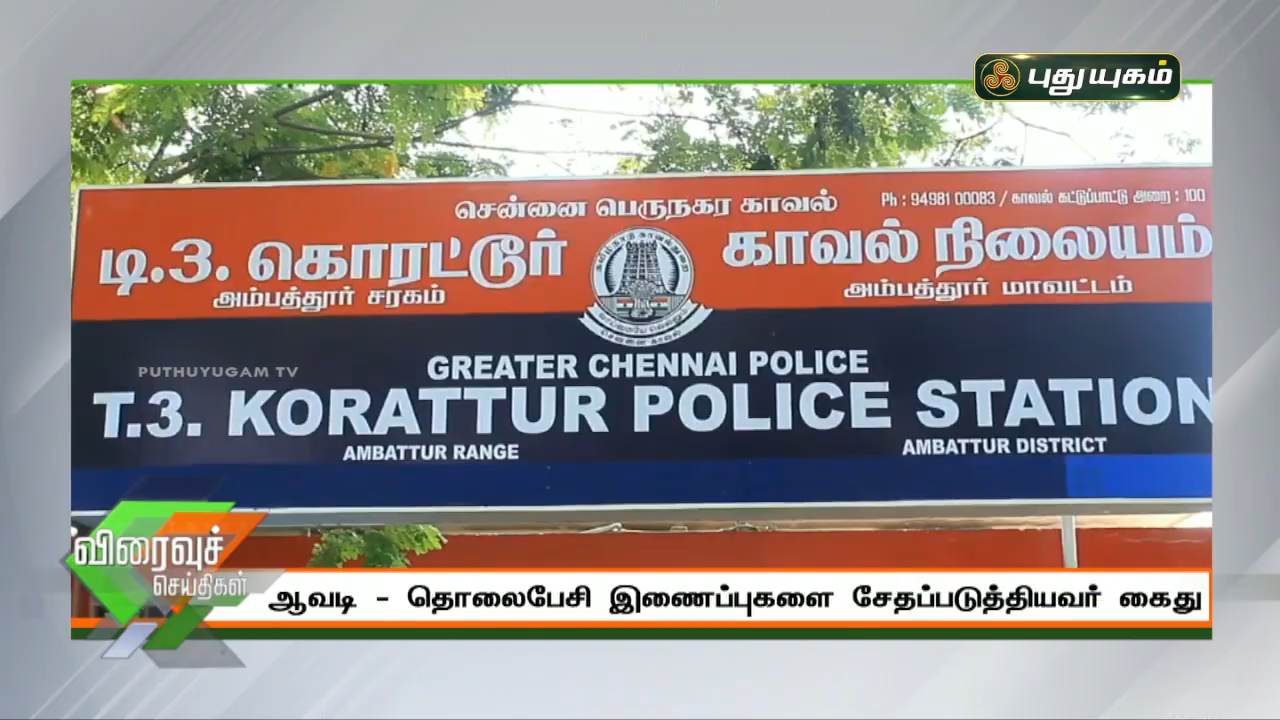 புதுயுகம்
சென்னை பெருநகர காவல்
Ph : 94981 00083 / காவல் கட்டுப்பாட்டு அறை : 100
டி.3. கொரட்டூர் காவல் நிலையம்
அம்பத்தூர் சரகம் அம்பத்தூர் மாவட்டம்
GREATER CHENNAI POLICE
PUTHUYUGAM TV
T.3. KORATTUR POLICE STATION
AMBATTUR RANGE AMBATTUR DISTRICT
விரைவுச்
செய்திகள்
ஆவடி - தொலைபேசி இணைப்புகளை சேதப்படுத்தியவர் கைது